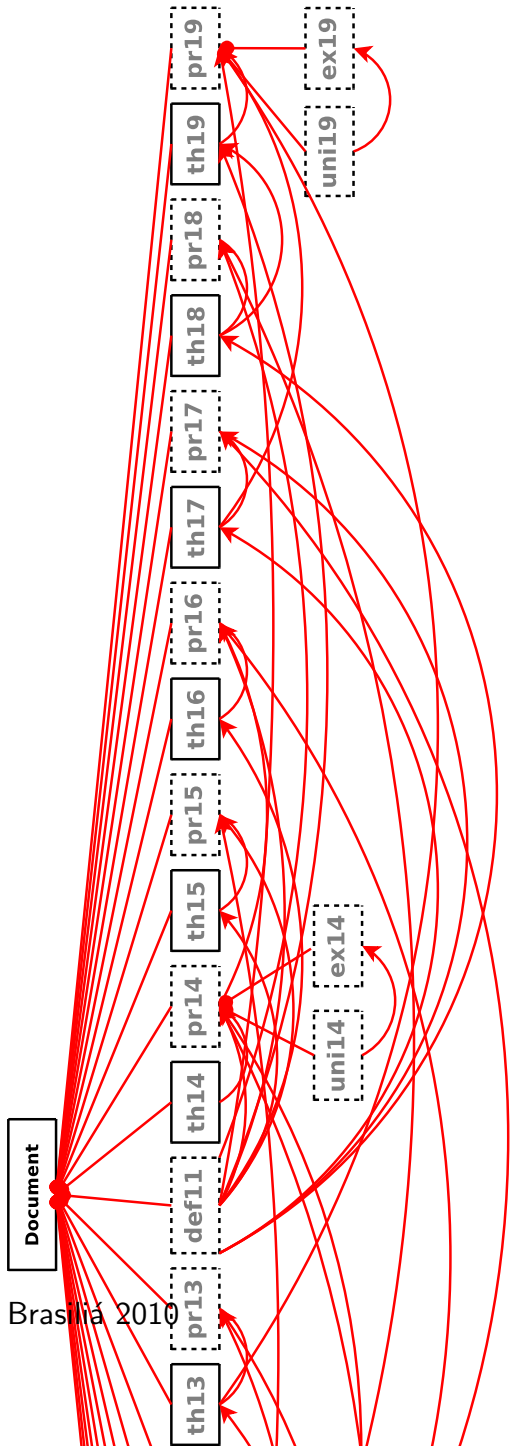 pr19
ex19
th19
uni19
pr18
th18
pr17
th17
pr16
th16
pr15
th15
ex14
pr14
uni14
th14
Document
def11
pr13
Brasiliá 2010
th13